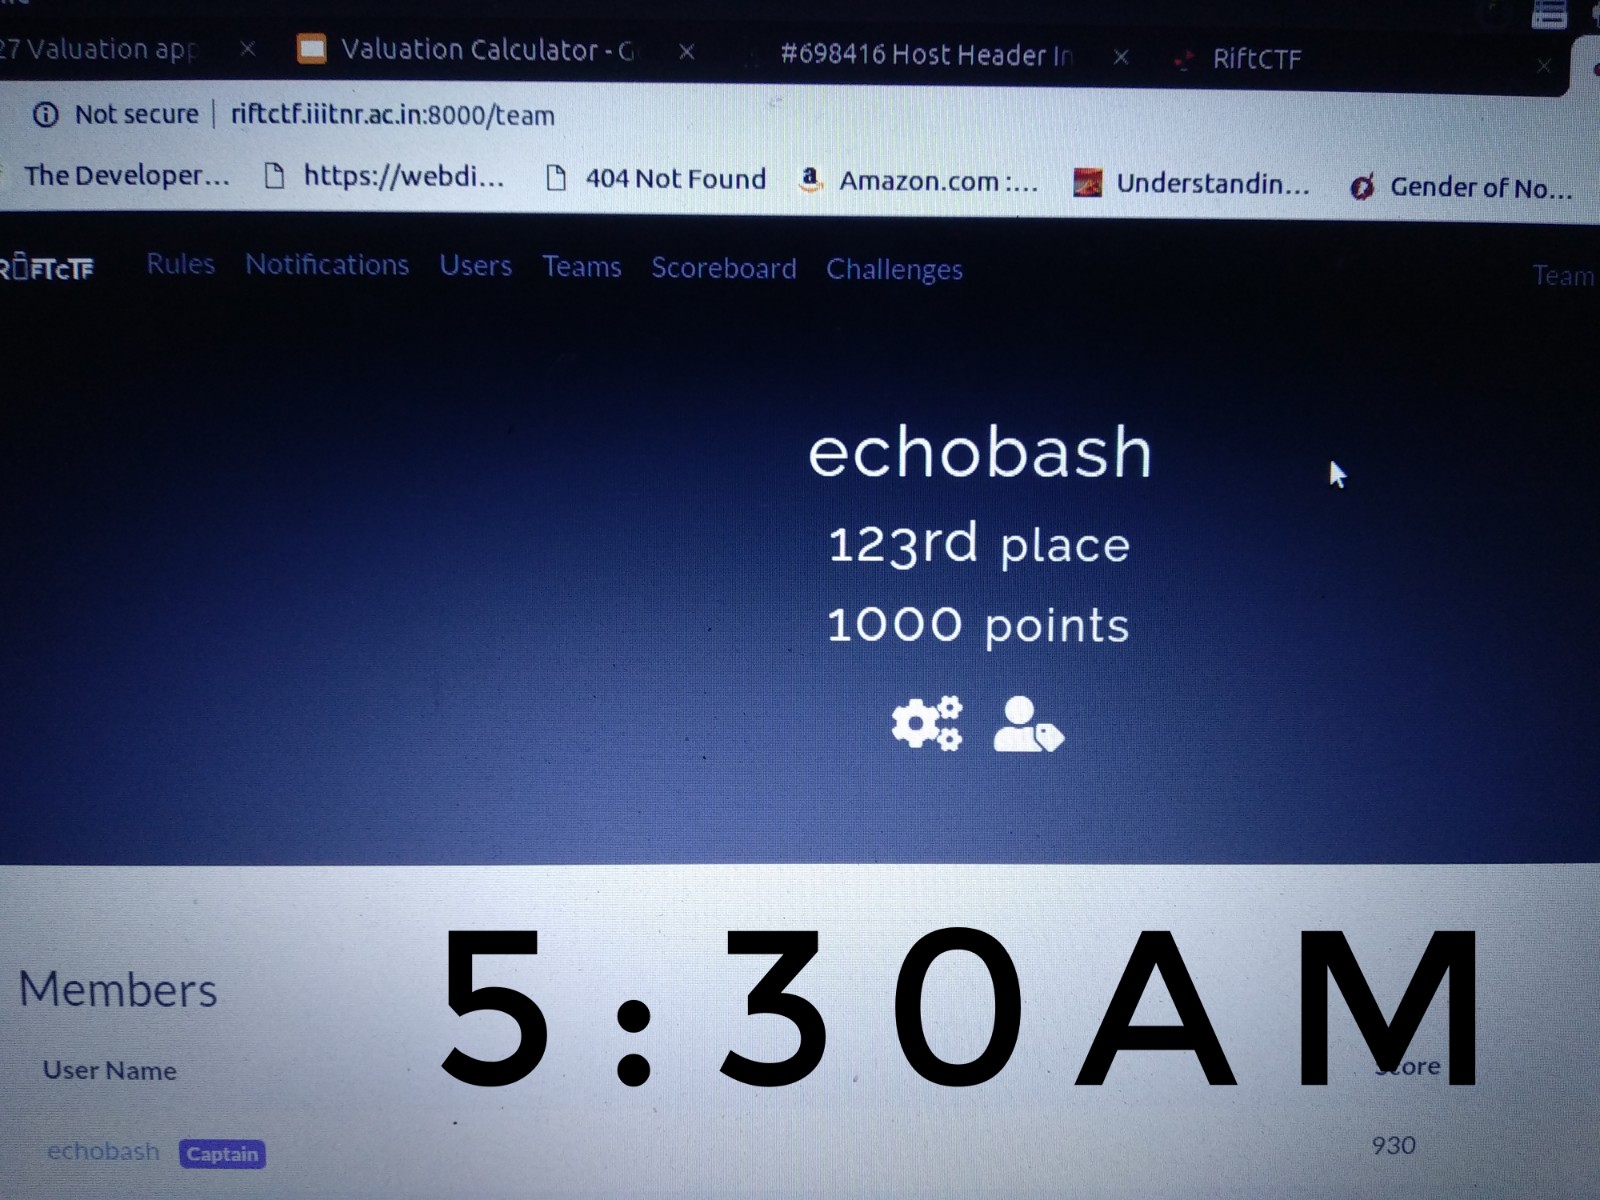 27 Valuation app
Valuation Calculator - G
#698416 Host Header In
RiftCTF
Not secure | riftctf.iiitnr.ac.in:8000/team
The Developer...
https://webdi...
404 Not Found
Amazon.com :...
Understandin...
Gender of No...
RiFTCTF
Rules
Notifications
Users
Teams
Scoreboard
Challenges
Team
echobash
123rd place
1000 points
5:30AM
Members
User Name
Score
echobash
Captain
930